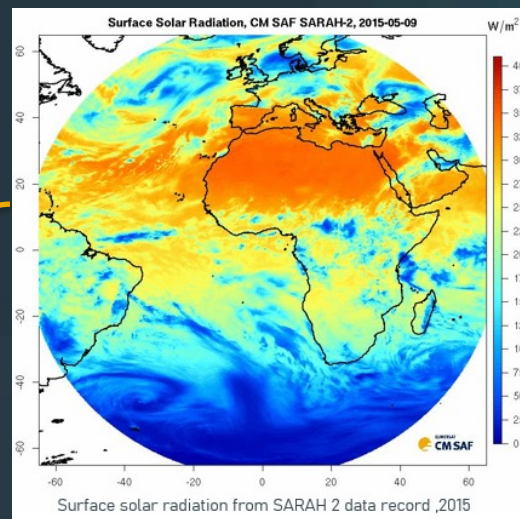 Surface Solar Radiation, CM SAF SARAH-2, 2015-05-09
W/m²
60
40
20
0
-20
-40
-60
-40
-20
0
20
40
60
EUMETSAT
CM SAF
Surface solar radiation from SARAH 2 data record ,2015